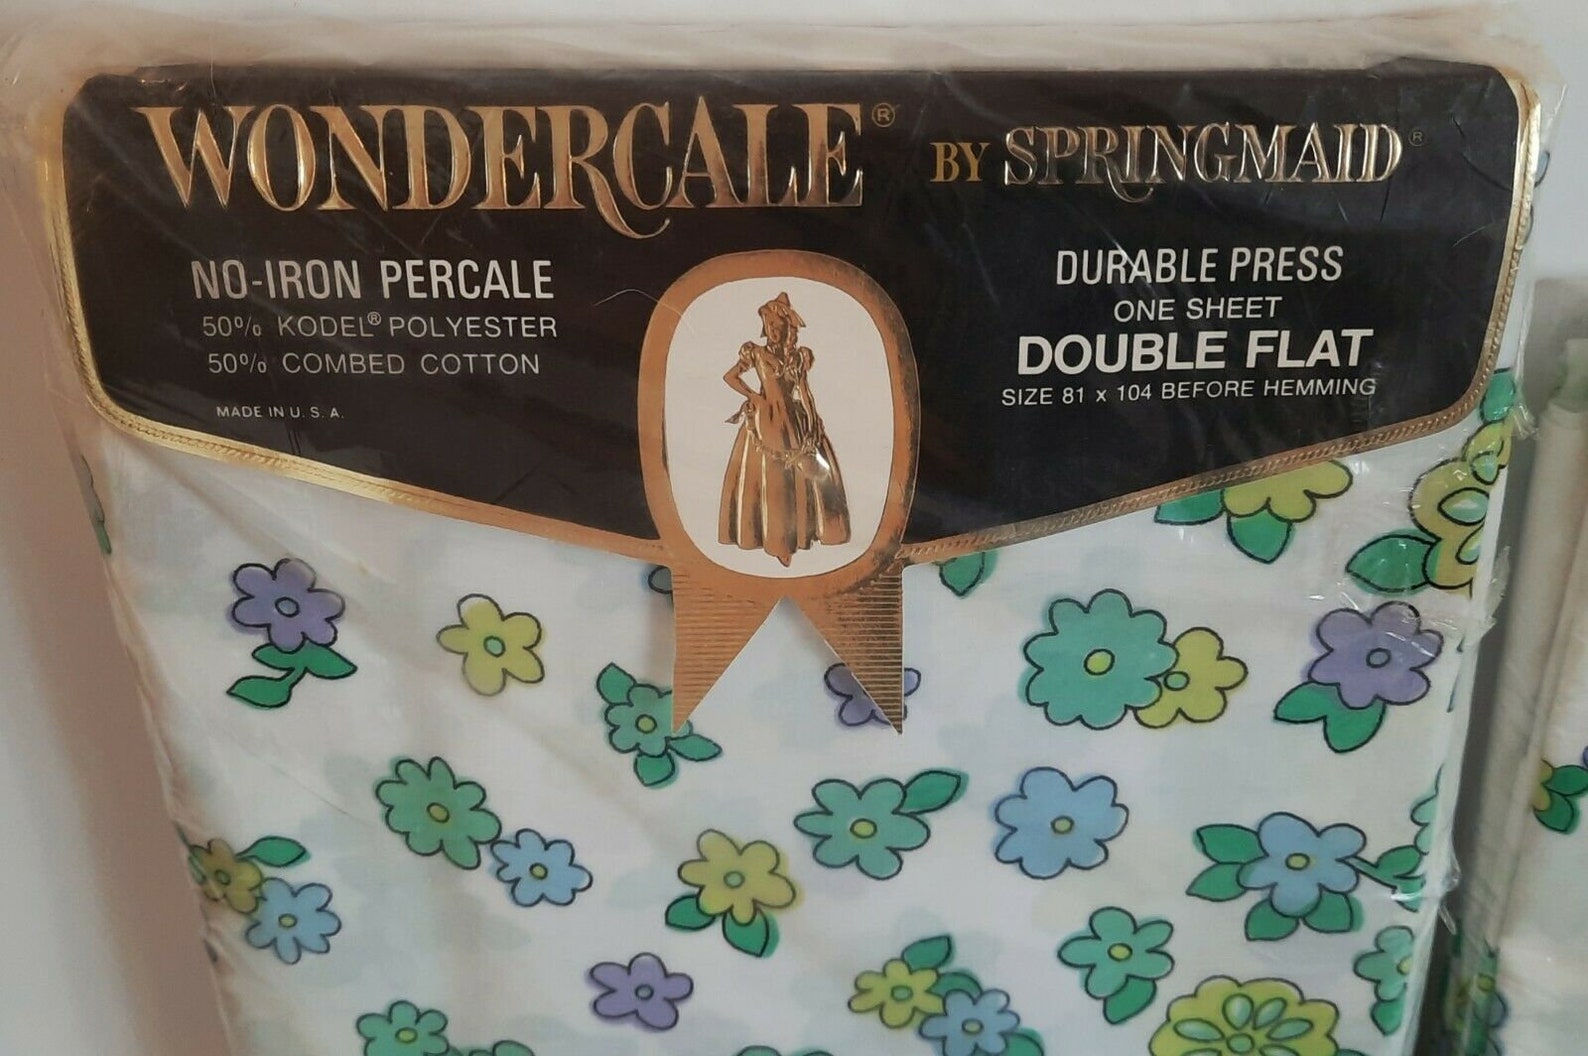 WONDERCALE® BY SPRINGMAID®
NO-IRON PERCALE
50% KODEL® POLYESTER
50% COMBED COTTON
MADE IN U.S.A.
DURABLE PRESS
ONE SHEET
DOUBLE FLAT
SIZE 81 x 104 BEFORE HEMMING